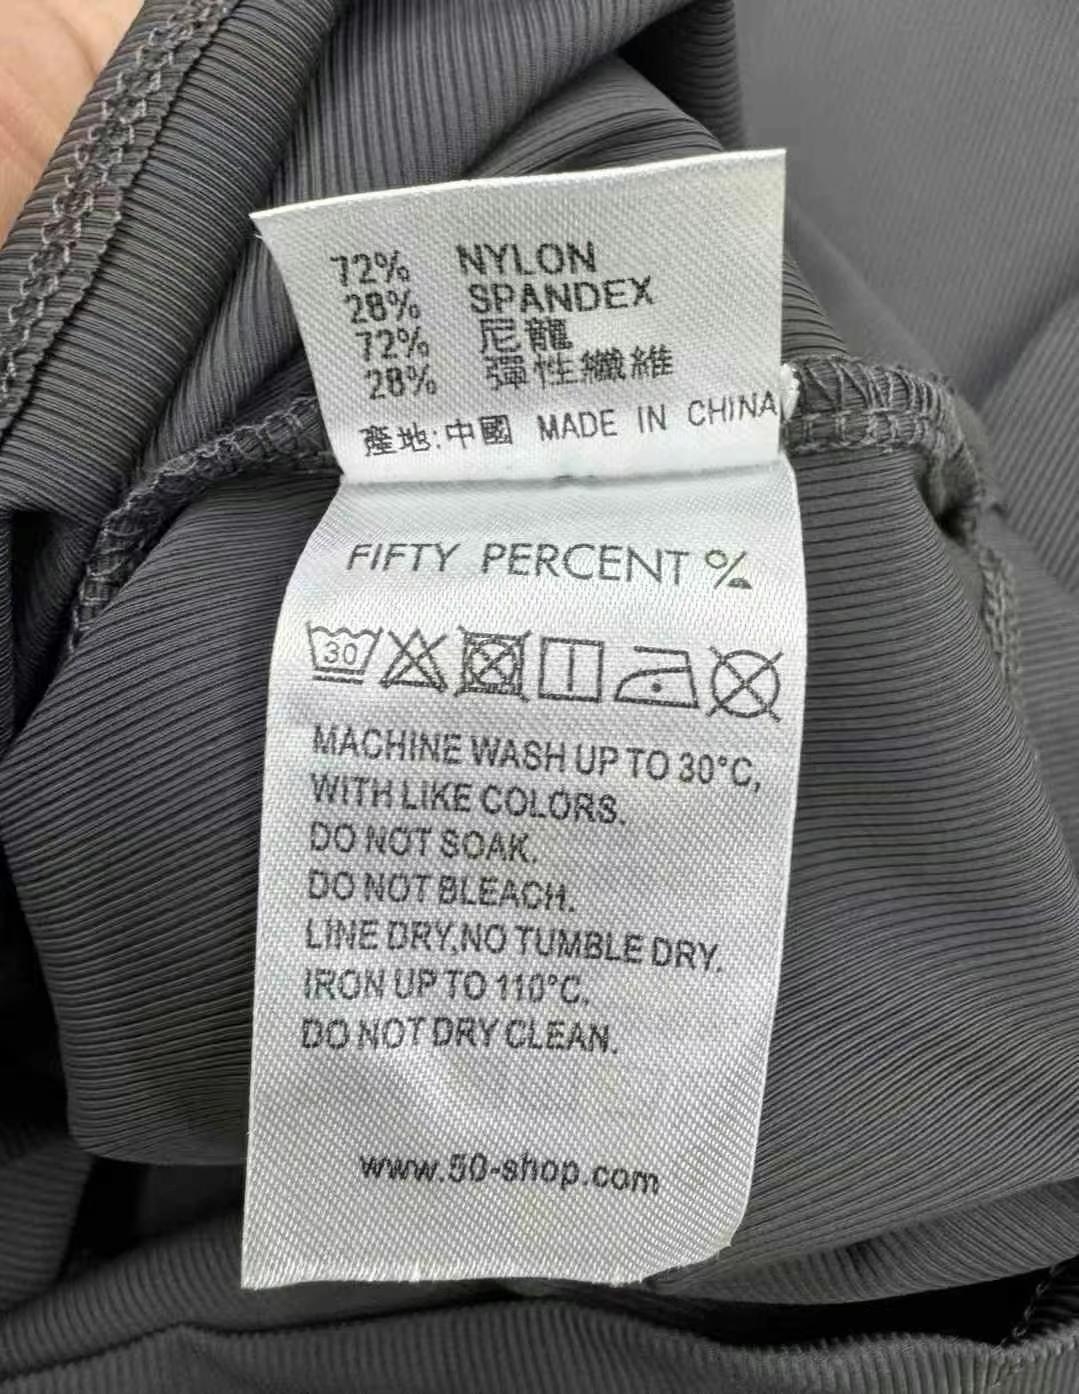 72% NYLON
28% SPANDEX
72% 尼龍
28% 彈性纖維
產地:中國 MADE IN CHINA
FIFTY PERCENT %
30
MACHINE WASH UP TO 30°C,
WITH LIKE COLORS.
DO NOT SOAK.
DO NOT BLEACH.
LINE DRY,NO TUMBLE DRY.
IRON UP TO 110°C.
DO NOT DRY CLEAN.
www.50-shop.com